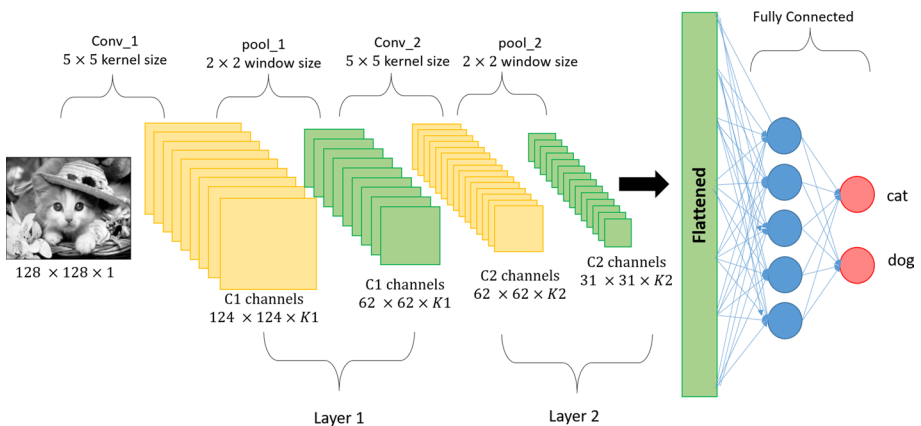 Conv_1
5 × 5 kernel size
pool_1
2 × 2 window size
Conv_2
5 × 5 kernel size
pool_2
2 × 2 window size
Fully Connected
128 × 128 × 1
C1 channels
124 × 124 × K1
C1 channels
62 × 62 × K1
C2 channels
62 × 62 × K2
C2 channels
31 × 31 × K2
Flattened
cat
dog
Layer 1
Layer 2